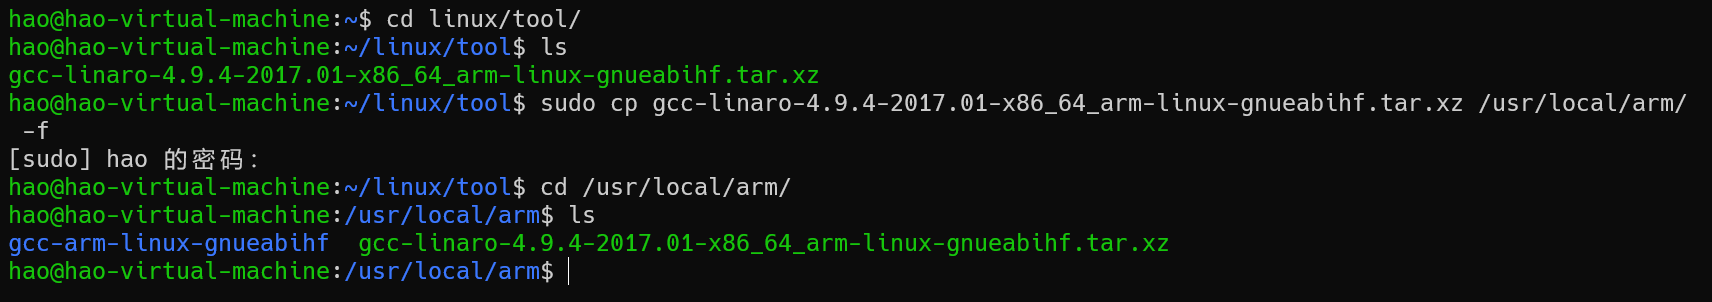 hao@hao-virtual-machine:~$ cd linux/tool/
hao@hao-virtual-machine:~/linux/tool$ ls
gcc-linaro-4.9.4-2017.01-x86_64_arm-linux-gnueabihf.tar.xz
hao@hao-virtual-machine:~/linux/tool$ sudo cp gcc-linaro-4.9.4-2017.01-x86_64_arm-linux-gnueabihf.tar.xz /usr/local/arm/
 -f
[sudo] hao 的密码：
hao@hao-virtual-machine:~/linux/tool$ cd /usr/local/arm/
hao@hao-virtual-machine:/usr/local/arm$ ls
gcc-arm-linux-gnueabihf  gcc-linaro-4.9.4-2017.01-x86_64_arm-linux-gnueabihf.tar.xz
hao@hao-virtual-machine:/usr/local/arm$